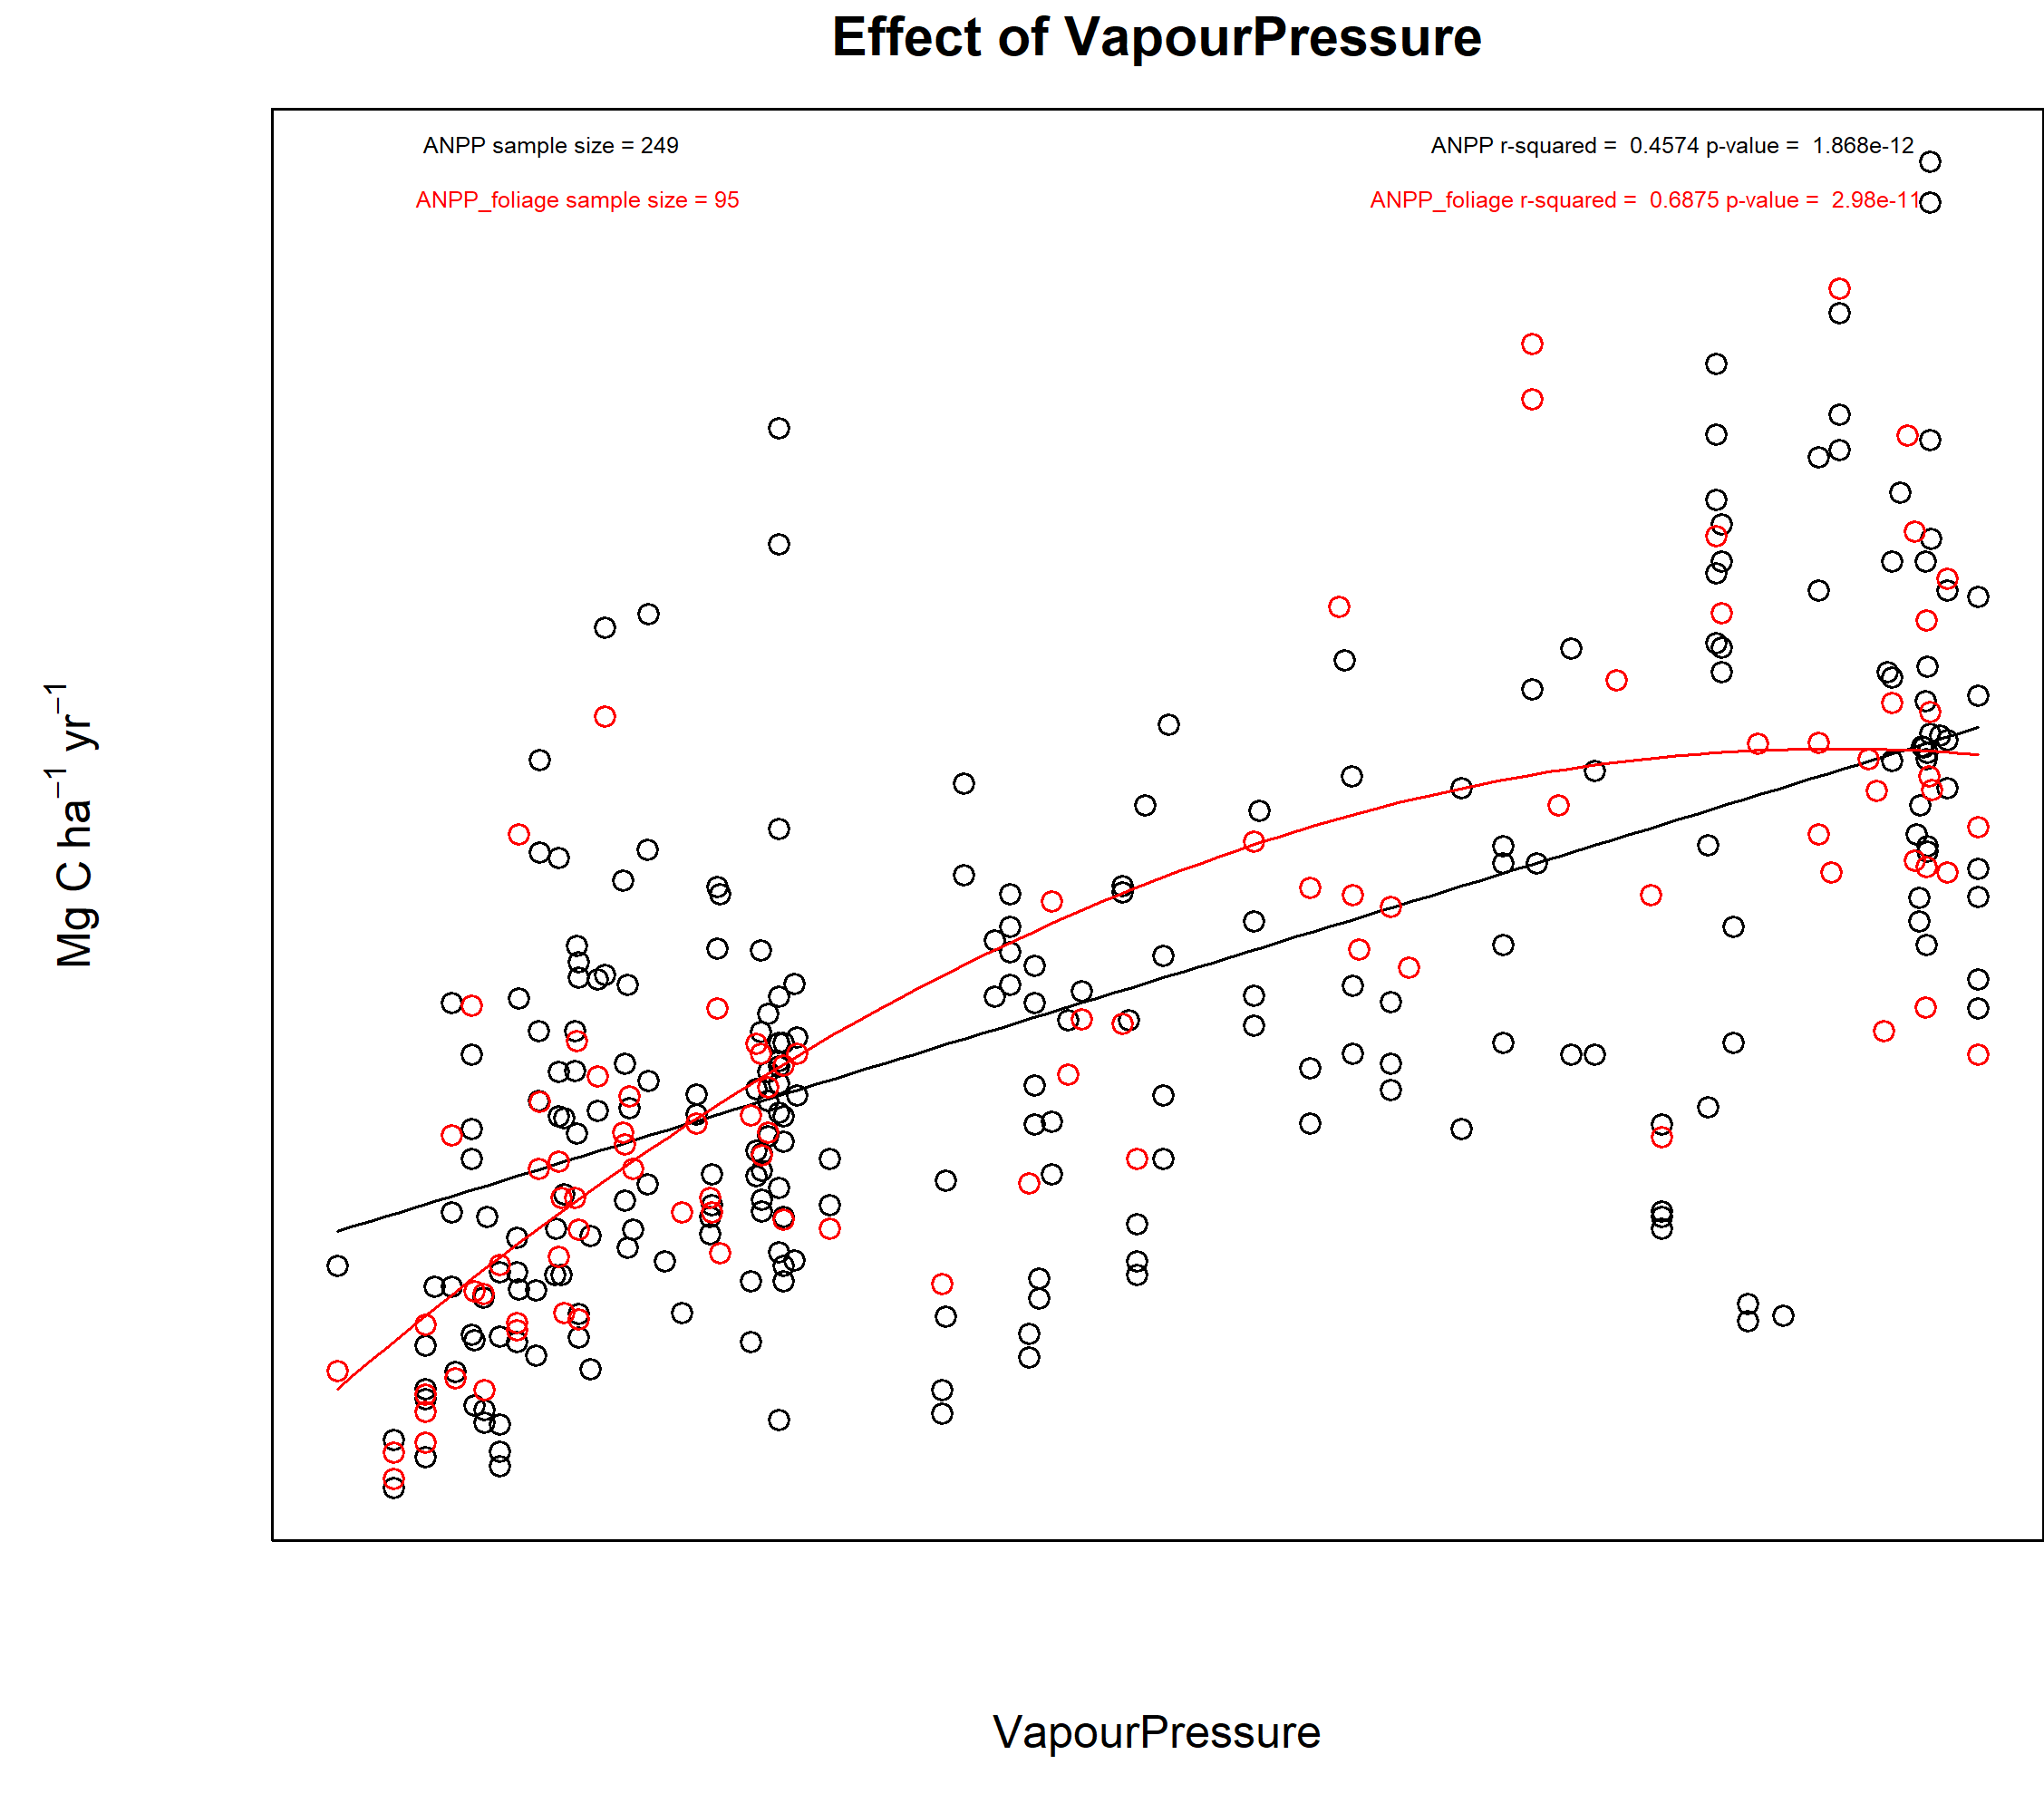 Effect of VapourPressure
ANPP sample size = 249
ANPP r-squared = 0.4574 p-value = 1.868e-12
ANPP_foliage sample size = 95
ANPP_foliage r-squared = 0.6875 p-value = 2.98e-11
Mg C ha⁻¹ yr⁻¹
VapourPressure